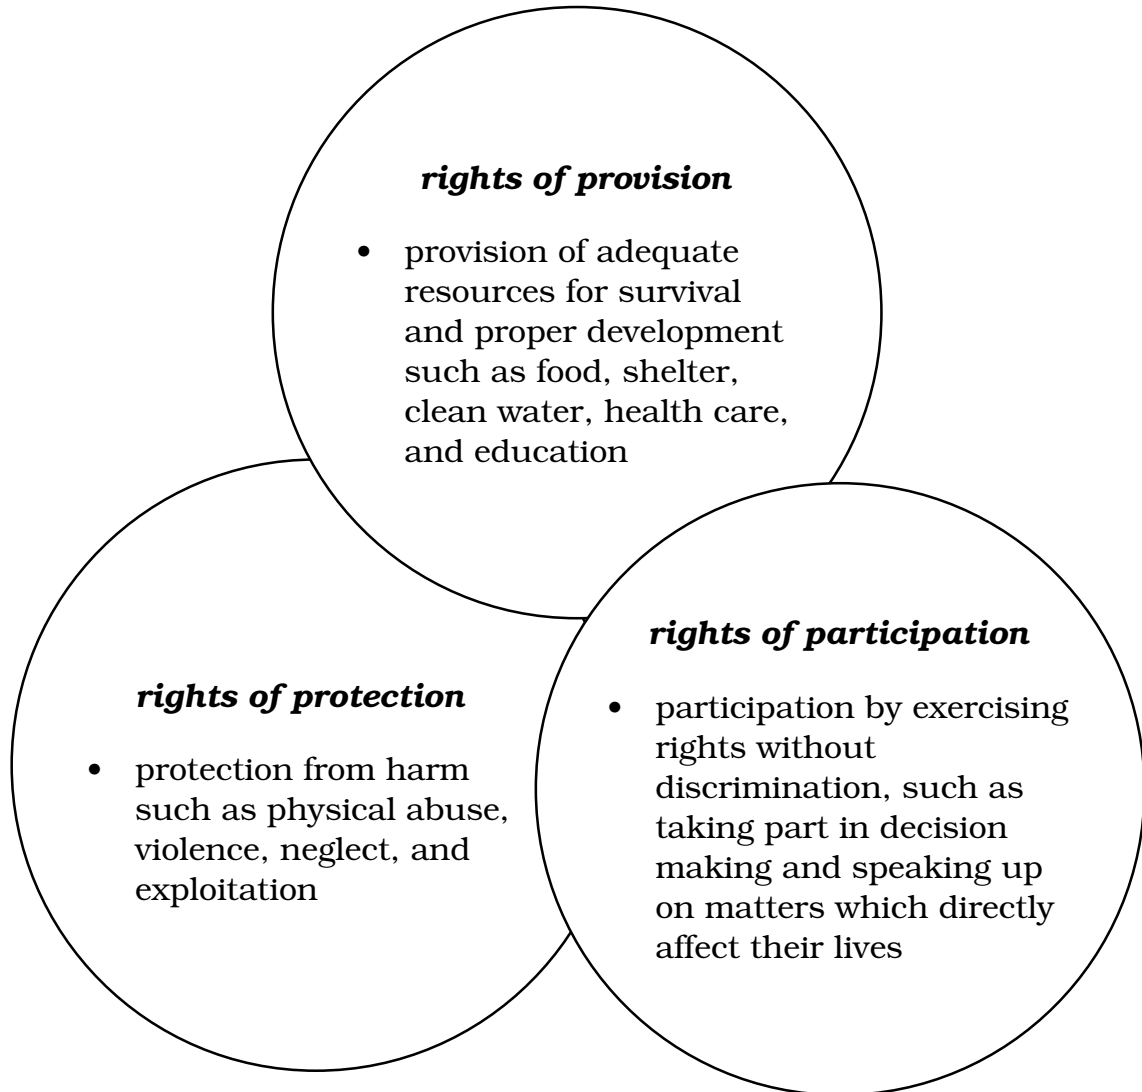 rights of provision
• provision of adequate
resources for survival
and proper development
such as food, shelter,
clean water, health care,
and education
rights of protection
• protection from harm
such as physical abuse,
violence, neglect, and
exploitation
rights of participation
• participation by exercising
rights without
discrimination, such as
taking part in decision
making and speaking up
on matters which directly
affect their lives